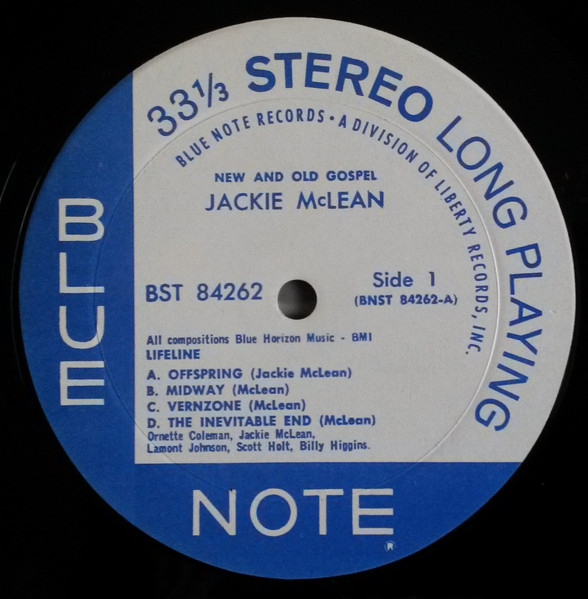 33⅓ STEREO LONG PLAYING
BLUE NOTE RECORDS • A DIVISION OF LIBERTY RECORDS, INC.
NEW AND OLD GOSPEL
JACKIE McLEAN
BST 84262
Side 1
(BNST 84262-A)
All compositions Blue Horizon Music - BMI
LIFELINE
A. OFFSPRING (Jackie McLean)
B. MIDWAY (McLean)
C. VERNZONE (McLean)
D. THE INEVITABLE END (McLean)
Ornette Coleman, Jackie McLean,
Lamont Johnson, Scott Holt, Billy Higgins.
BLUE
NOTE
®